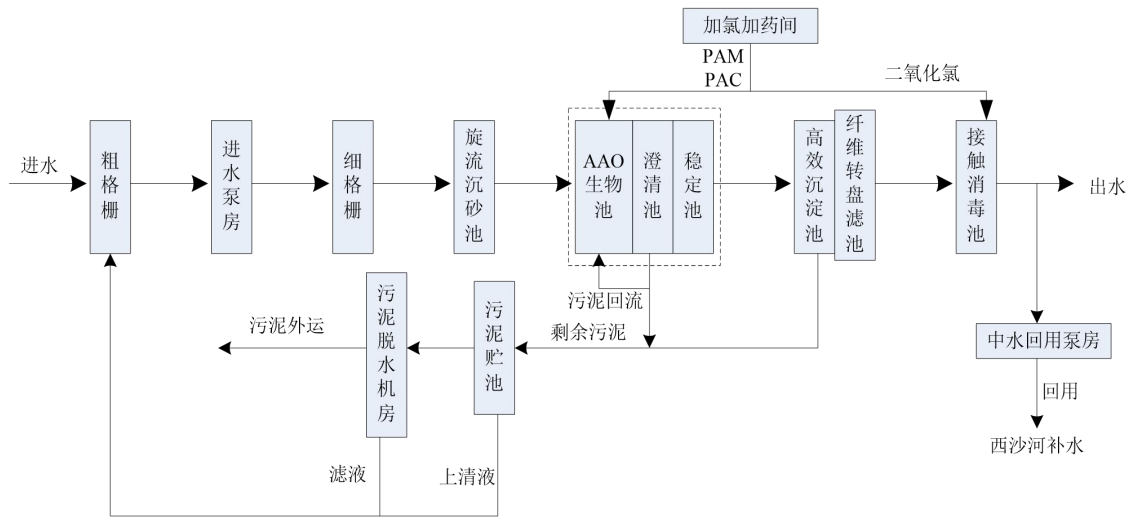 加氯加药间
PAM
PAC
二氧化氯
进水
粗格栅
进水泵房
细格栅
旋流沉砂池
AAO
生物
池
澄清池
稳定池
高效沉淀池
纤维转盘滤池
接触消毒池
出水
污泥回流
剩余污泥
污泥贮池
污泥脱水机房
污泥外运
中水回用泵房
回用
西沙河补水
滤液
上清液